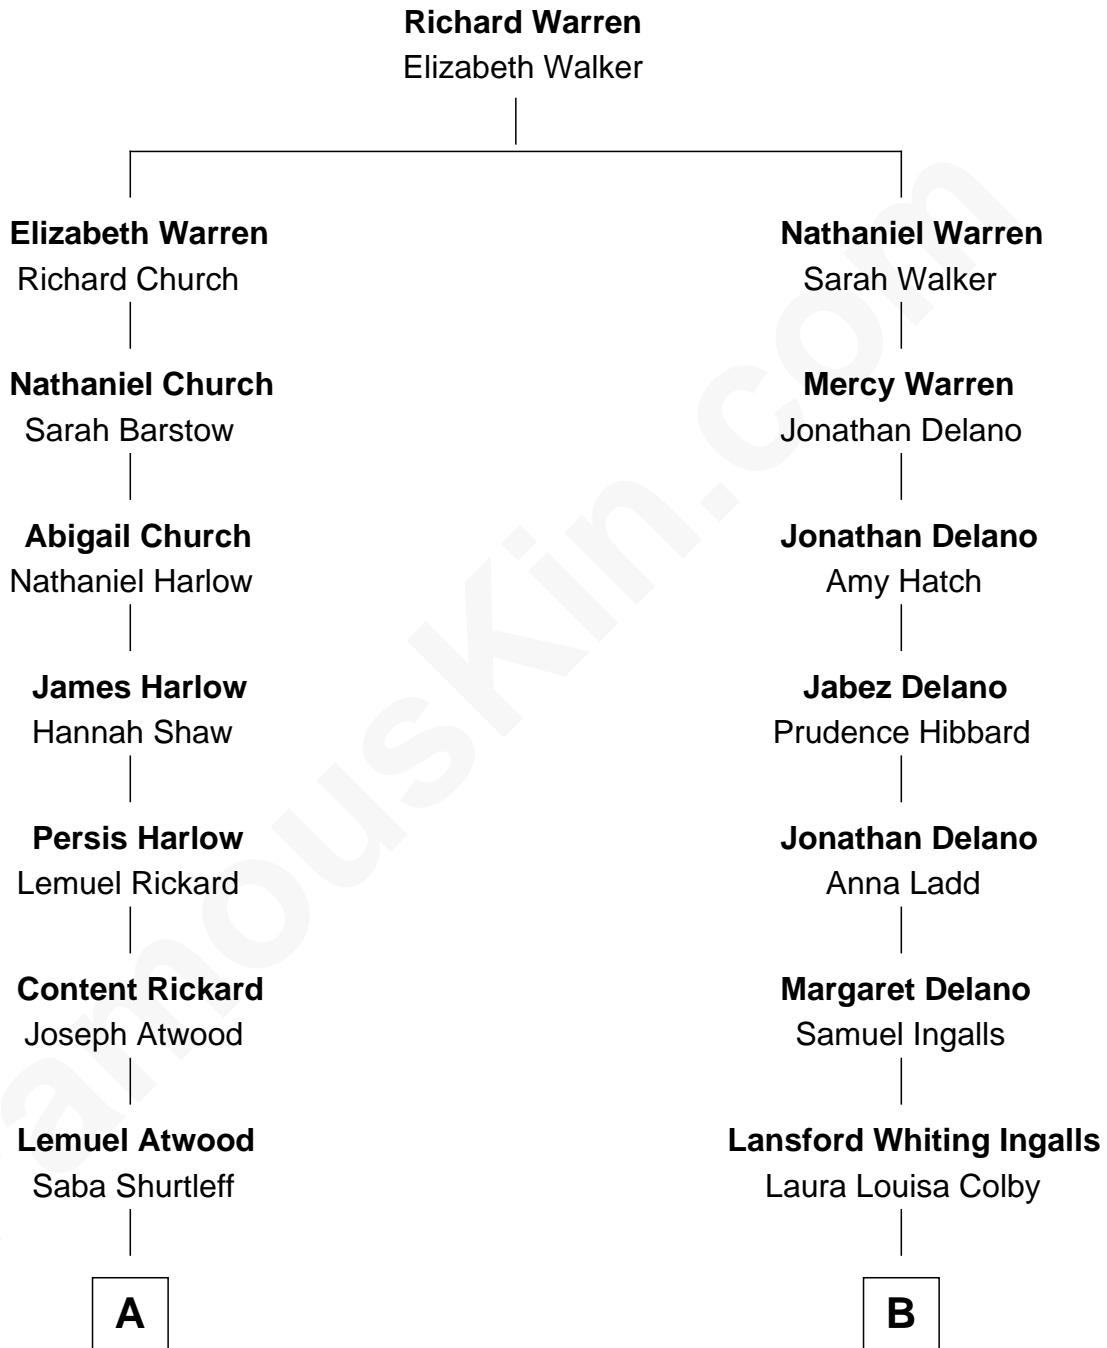 Richard Warren
Elizabeth Walker
Elizabeth Warren
Richard Church
Nathaniel Church
Sarah Barstow
Abigail Church
Nathaniel Harlow
James Harlow
Hannah Shaw
Persis Harlow
Lemuel Rickard
Content Rickard
Joseph Atwood
Lemuel Atwood
Saba Shurtleff
A
Nathaniel Warren
Sarah Walker
Mercy Warren
Jonathan Delano
Jonathan Delano
Amy Hatch
Jabez Delano
Prudence Hibbard
Jonathan Delano
Anna Ladd
Margaret Delano
Samuel Ingalls
Lansford Whiting Ingalls
Laura Louisa Colby
B
amousKin.com